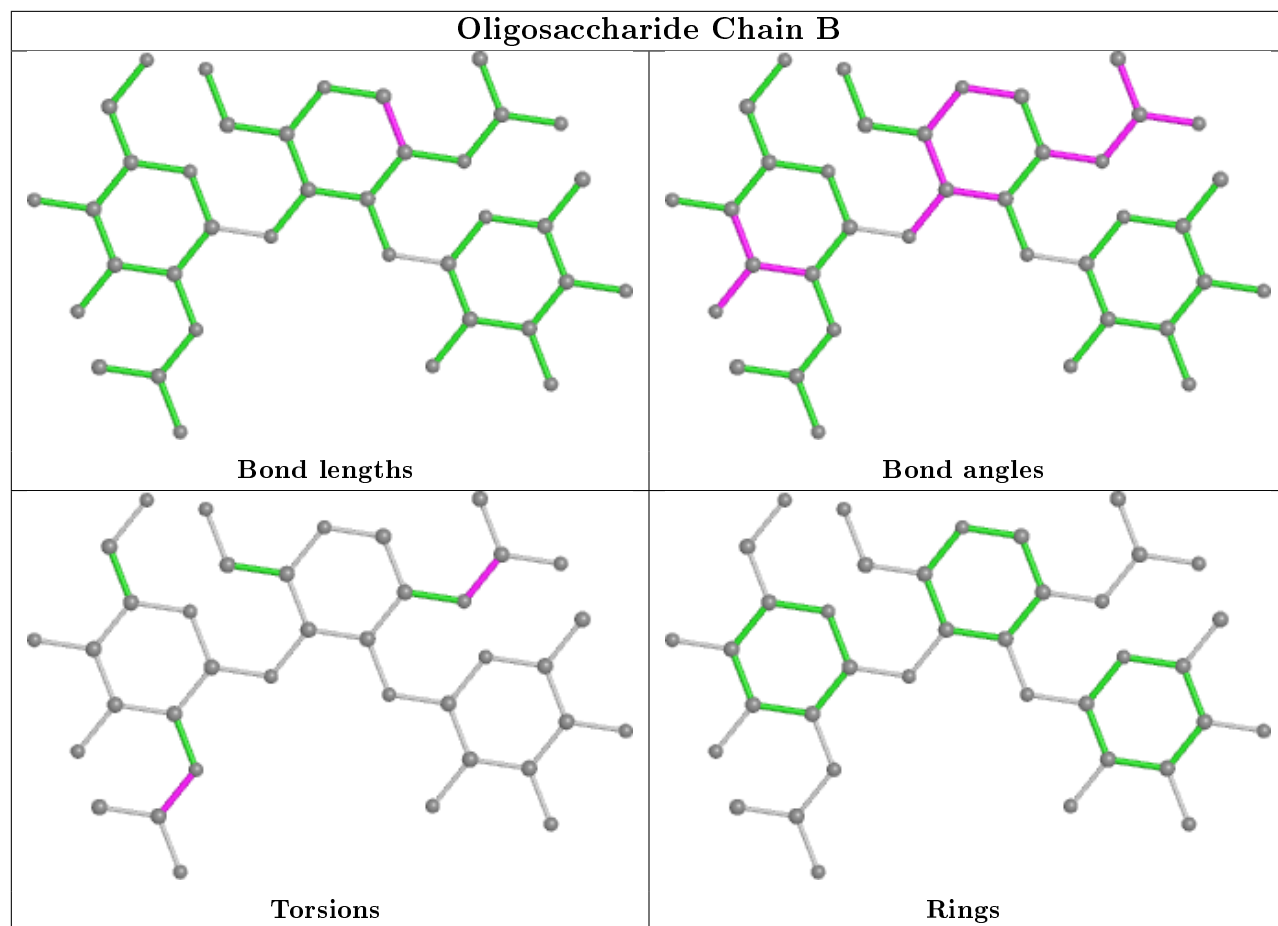 Oligosaccharide Chain B
Bond lengths
Bond angles
Torsions
Rings